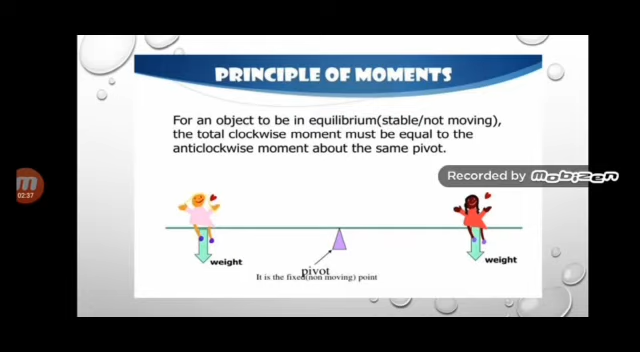 PRINCIPLE OF MOMENTS
For an object to be in equilibrium(stable/not moving),
the total clockwise moment must be equal to the
anticlockwise moment about the same pivot.
Recorded by Mobizen
02:37
weight
weight
pivot
It is the fixed(non moving) point